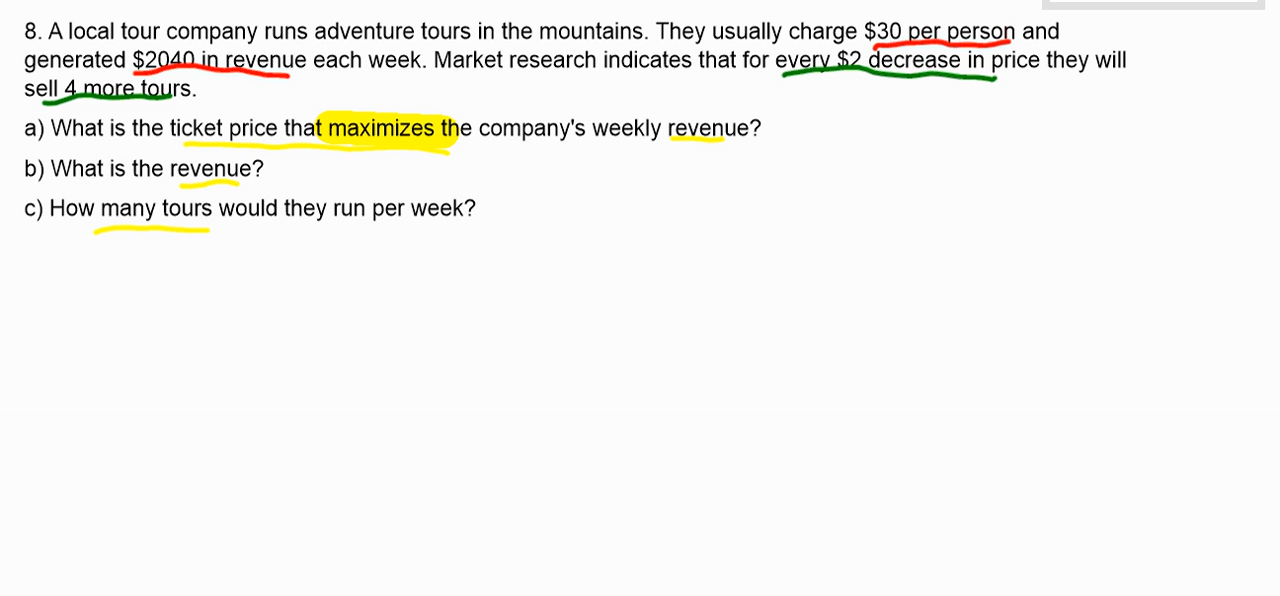 8. A local tour company runs adventure tours in the mountains. They usually charge $30 per person and
generated $2040 in revenue each week. Market research indicates that for every $2 decrease in price they will
sell 4 more tours.
a) What is the ticket price that maximizes the company's weekly revenue?
b) What is the revenue?
c) How many tours would they run per week?